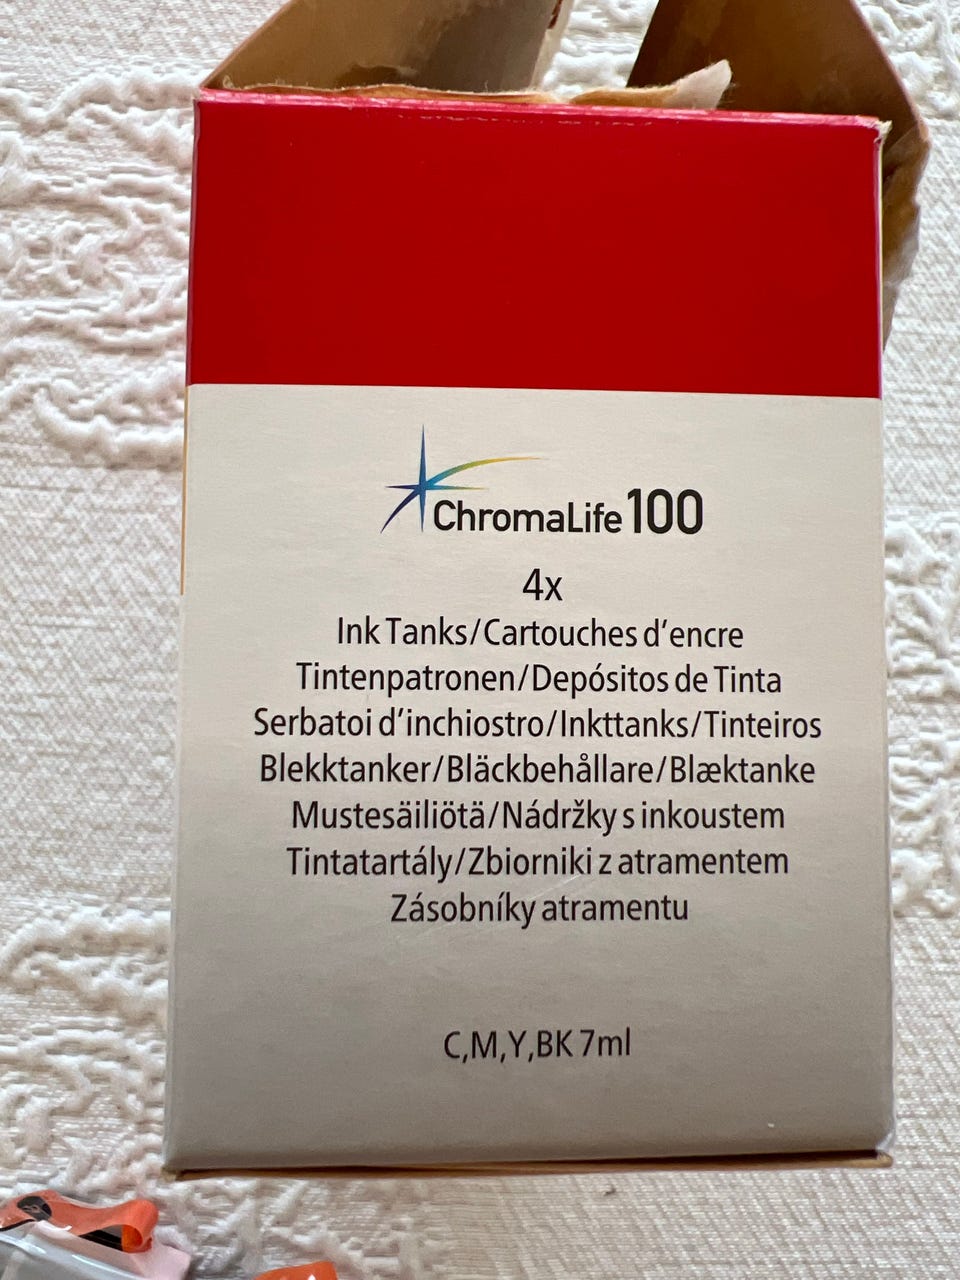 ChromaLife100
4x
Ink Tanks/Cartouches d'encre
Tintenpatronen/Depósitos de Tinta
Serbatoi d'inchiostro/Inkttanks/Tinteiros
Blekktanker/Bläckbehållare/Blæktanke
Mustesäiliötä/Nádržky s inkoustem
Tintatartály/Zbiorniki z atramentem
Zásobníky atramentu
C,M,Y,BK 7ml